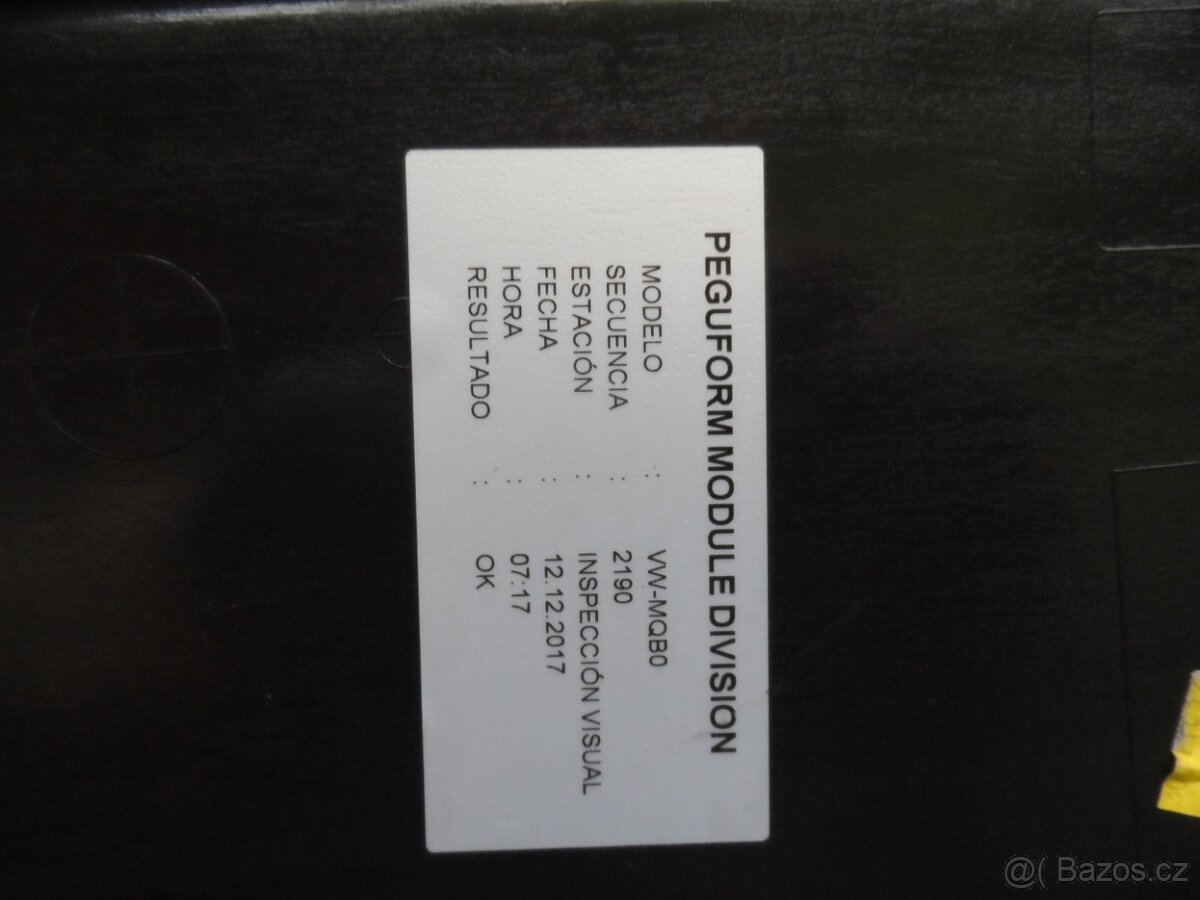 PEGUFORM MODULE DIVISION
MODELO : VW-MQB0
SECUENCIA : 2190
ESTACIÓN : INSPECCIÓN VISUAL
FECHA : 12.12.2017
HORA : 07:17
RESULTADO : OK
@( Bazos.cz